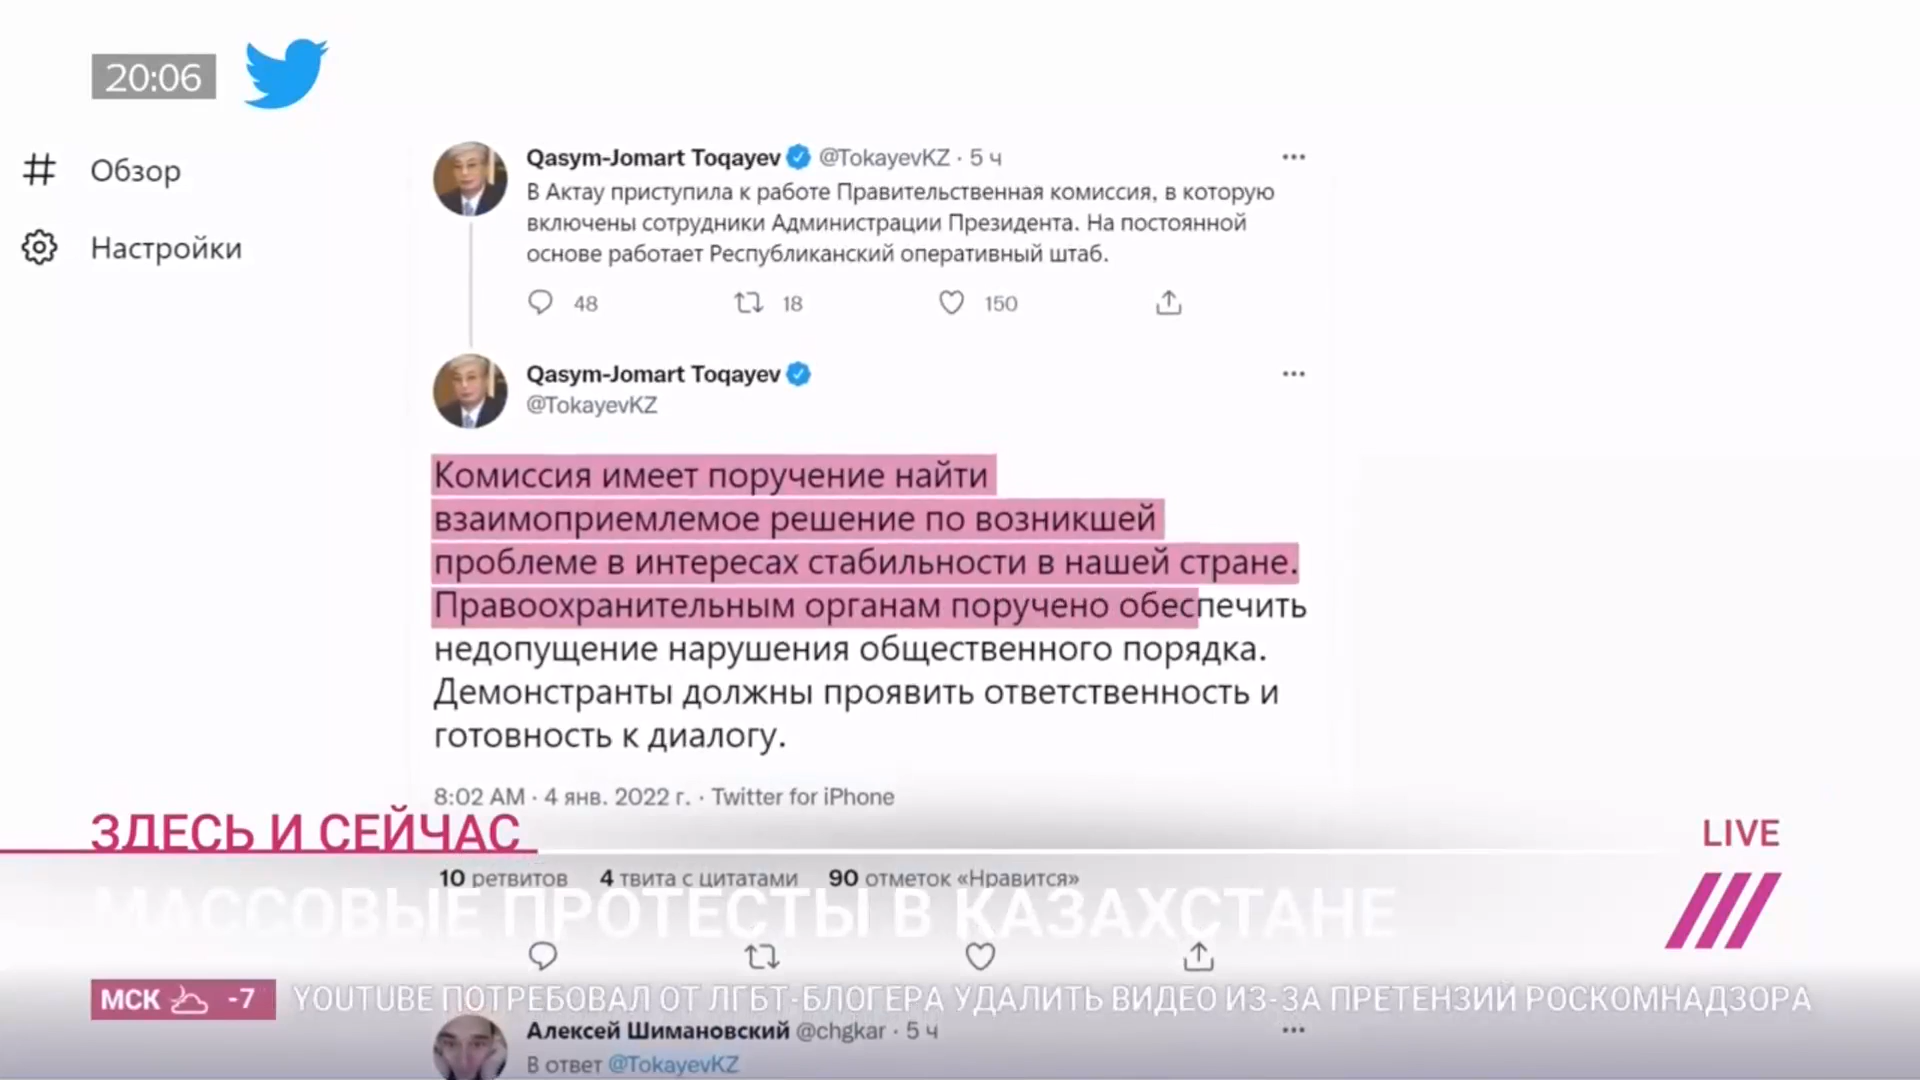 20:06
Обзор
Настройки
Qasym-Jomart Toqayev @TokayevKZ · 5 ч
В Актау приступила к работе Правительственная комиссия, в которую
включены сотрудники Администрации Президента. На постоянной
основе работает Республиканский оперативный штаб.
48 18 150
Qasym-Jomart Toqayev
@TokayevKZ
Комиссия имеет поручение найти
взаимоприемлемое решение по возникшей
проблеме в интересах стабильности в нашей стране.
Правоохранительным органам поручено обеспечить
недопущение нарушения общественного порядка.
Демонстранты должны проявить ответственность и
готовность к диалогу.
8:02 AM · 4 янв. 2022 г. · Twitter for iPhone
ЗДЕСЬ И СЕЙЧАС
LIVE
10 ретвитов 4 твита с цитатами 90 отметок «Нравится»
МАССОВЫЕ ПРОТЕСТЫ В КАЗАХСТАНЕ
МСК -7 YOUTUBE ПОТРЕБОВАЛ ОТ ЛГБТ-БЛОГЕРА УДАЛИТЬ ВИДЕО ИЗ-ЗА ПРЕТЕНЗИЙ РОСКОМНАДЗОРА
Алексей Шимановский @chgkar · 5 ч
В ответ @TokayevKZ